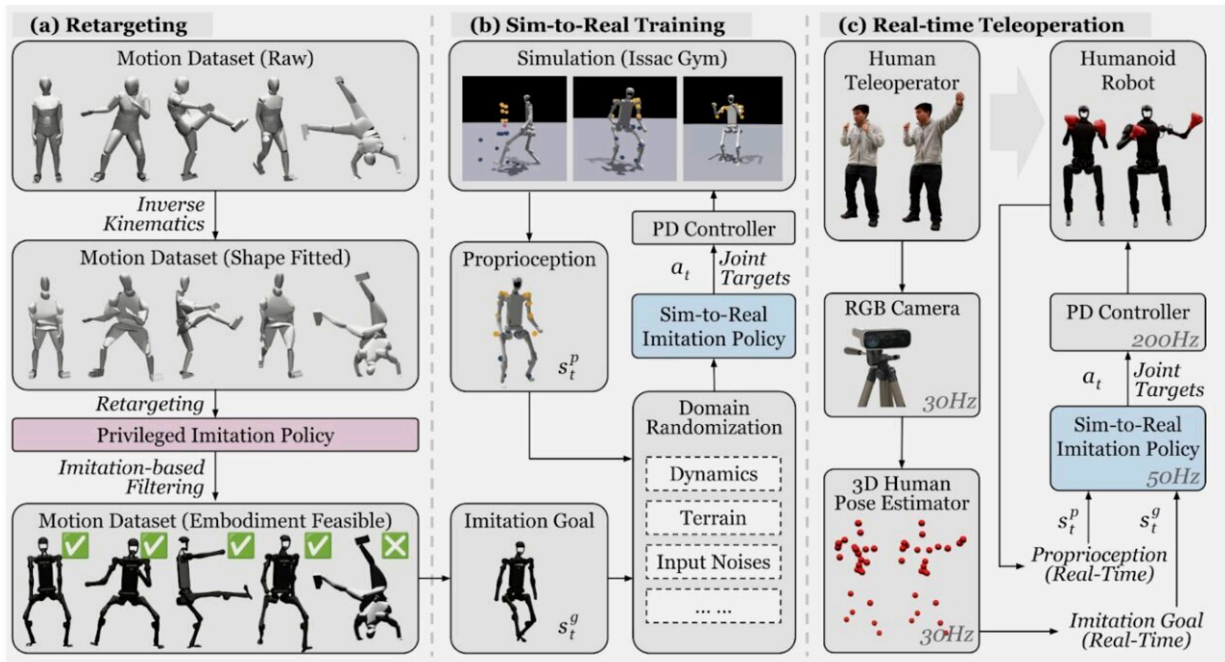 (a) Retargeting
Motion Dataset (Raw)
Inverse
Kinematics
Motion Dataset (Shape Fitted)
Retargeting
Privileged Imitation Policy
Imitation-based
Filtering
Motion Dataset (Embodiment Feasible)
(b) Sim-to-Real Training
Simulation (Issac Gym)
PD Controller
Proprioception
s_t^p
a_t
Joint
Targets
Sim-to-Real
Imitation Policy
Domain
Randomization
Dynamics
Terrain
Input Noises
... ...
Imitation Goal
s_t^g
(c) Real-time Teleoperation
Human
Teleoperator
Humanoid
Robot
RGB Camera
30Hz
PD Controller
200Hz
a_t
Joint
Targets
Sim-to-Real
Imitation Policy
50Hz
3D Human
Pose Estimator
30Hz
s_t^p
s_t^g
Proprioception
(Real-Time)
Imitation Goal
(Real-Time)